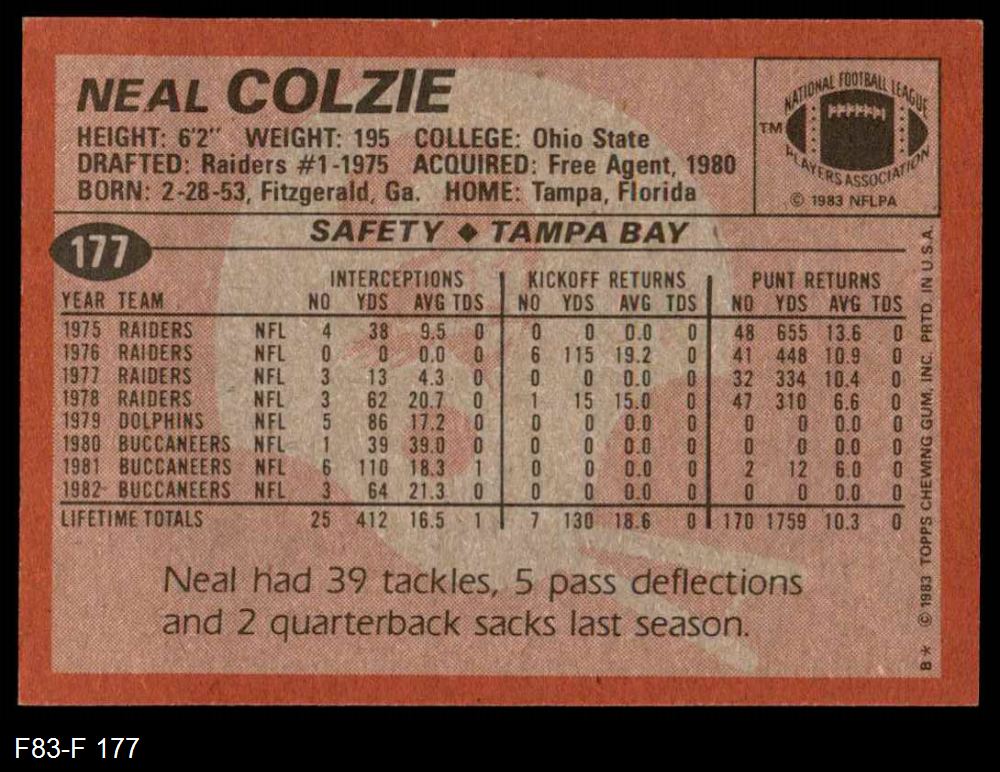 NEAL COLZIE
HEIGHT: 6'2" WEIGHT: 195 COLLEGE: Ohio State
DRAFTED: Raiders #1-1975 ACQUIRED: Free Agent, 1980
BORN: 2-28-53, Fitzgerald, Ga. HOME: Tampa, Florida
NATIONAL FOOTBALL LEAGUE
TM
PLAYERS ASSOCIATION
© 1983 NFLPA
177
SAFETY ◆ TAMPA BAY
INTERCEPTIONS KICKOFF RETURNS PUNT RETURNS
YEAR TEAM NO YDS AVG TDS NO YDS AVG TDS NO YDS AVG TDS
1975 RAIDERS NFL 4 38 9.5 0 0 0 0.0 0 48 655 13.6 0
1976 RAIDERS NFL 0 0 0.0 0 6 115 19.2 0 41 448 10.9 0
1977 RAIDERS NFL 3 13 4.3 0 0 0 0.0 0 32 334 10.4 0
1978 RAIDERS NFL 3 62 20.7 0 1 15 15.0 0 47 310 6.6 0
1979 DOLPHINS NFL 5 86 17.2 0 0 0 0.0 0 0 0 0.0 0
1980 BUCCANEERS NFL 1 39 39.0 0 0 0 0.0 0 0 0 0.0 0
1981 BUCCANEERS NFL 6 110 18.3 1 0 0 0.0 0 2 12 6.0 0
1982 BUCCANEERS NFL 3 64 21.3 0 0 0 0.0 0 0 0 0.0 0
LIFETIME TOTALS 25 412 16.5 1 7 130 18.6 0 170 1759 10.3 0
Neal had 39 tackles, 5 pass deflections
and 2 quarterback sacks last season.
B* © 1983 TOPPS CHEWING GUM, INC. PRTD. IN U.S.A.
F83-F 177